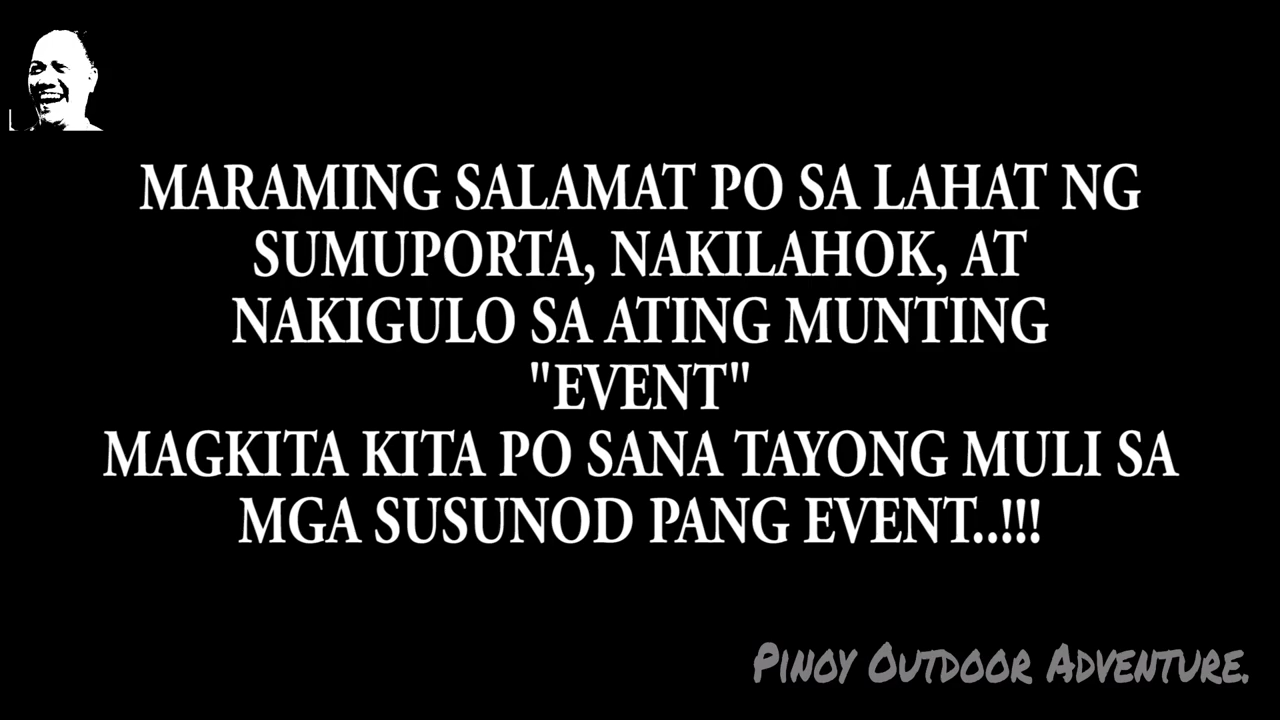 MARAMING SALAMAT PO SA LAHAT NG
SUMUPORTA, NAKILAHOK, AT
NAKIGULO SA ATING MUNTING
"EVENT"
MAGKITA KITA PO SANA TAYONG MULI SA
MGA SUSUNOD PANG EVENT..!!!
PINOY OUTDOOR ADVENTURE.